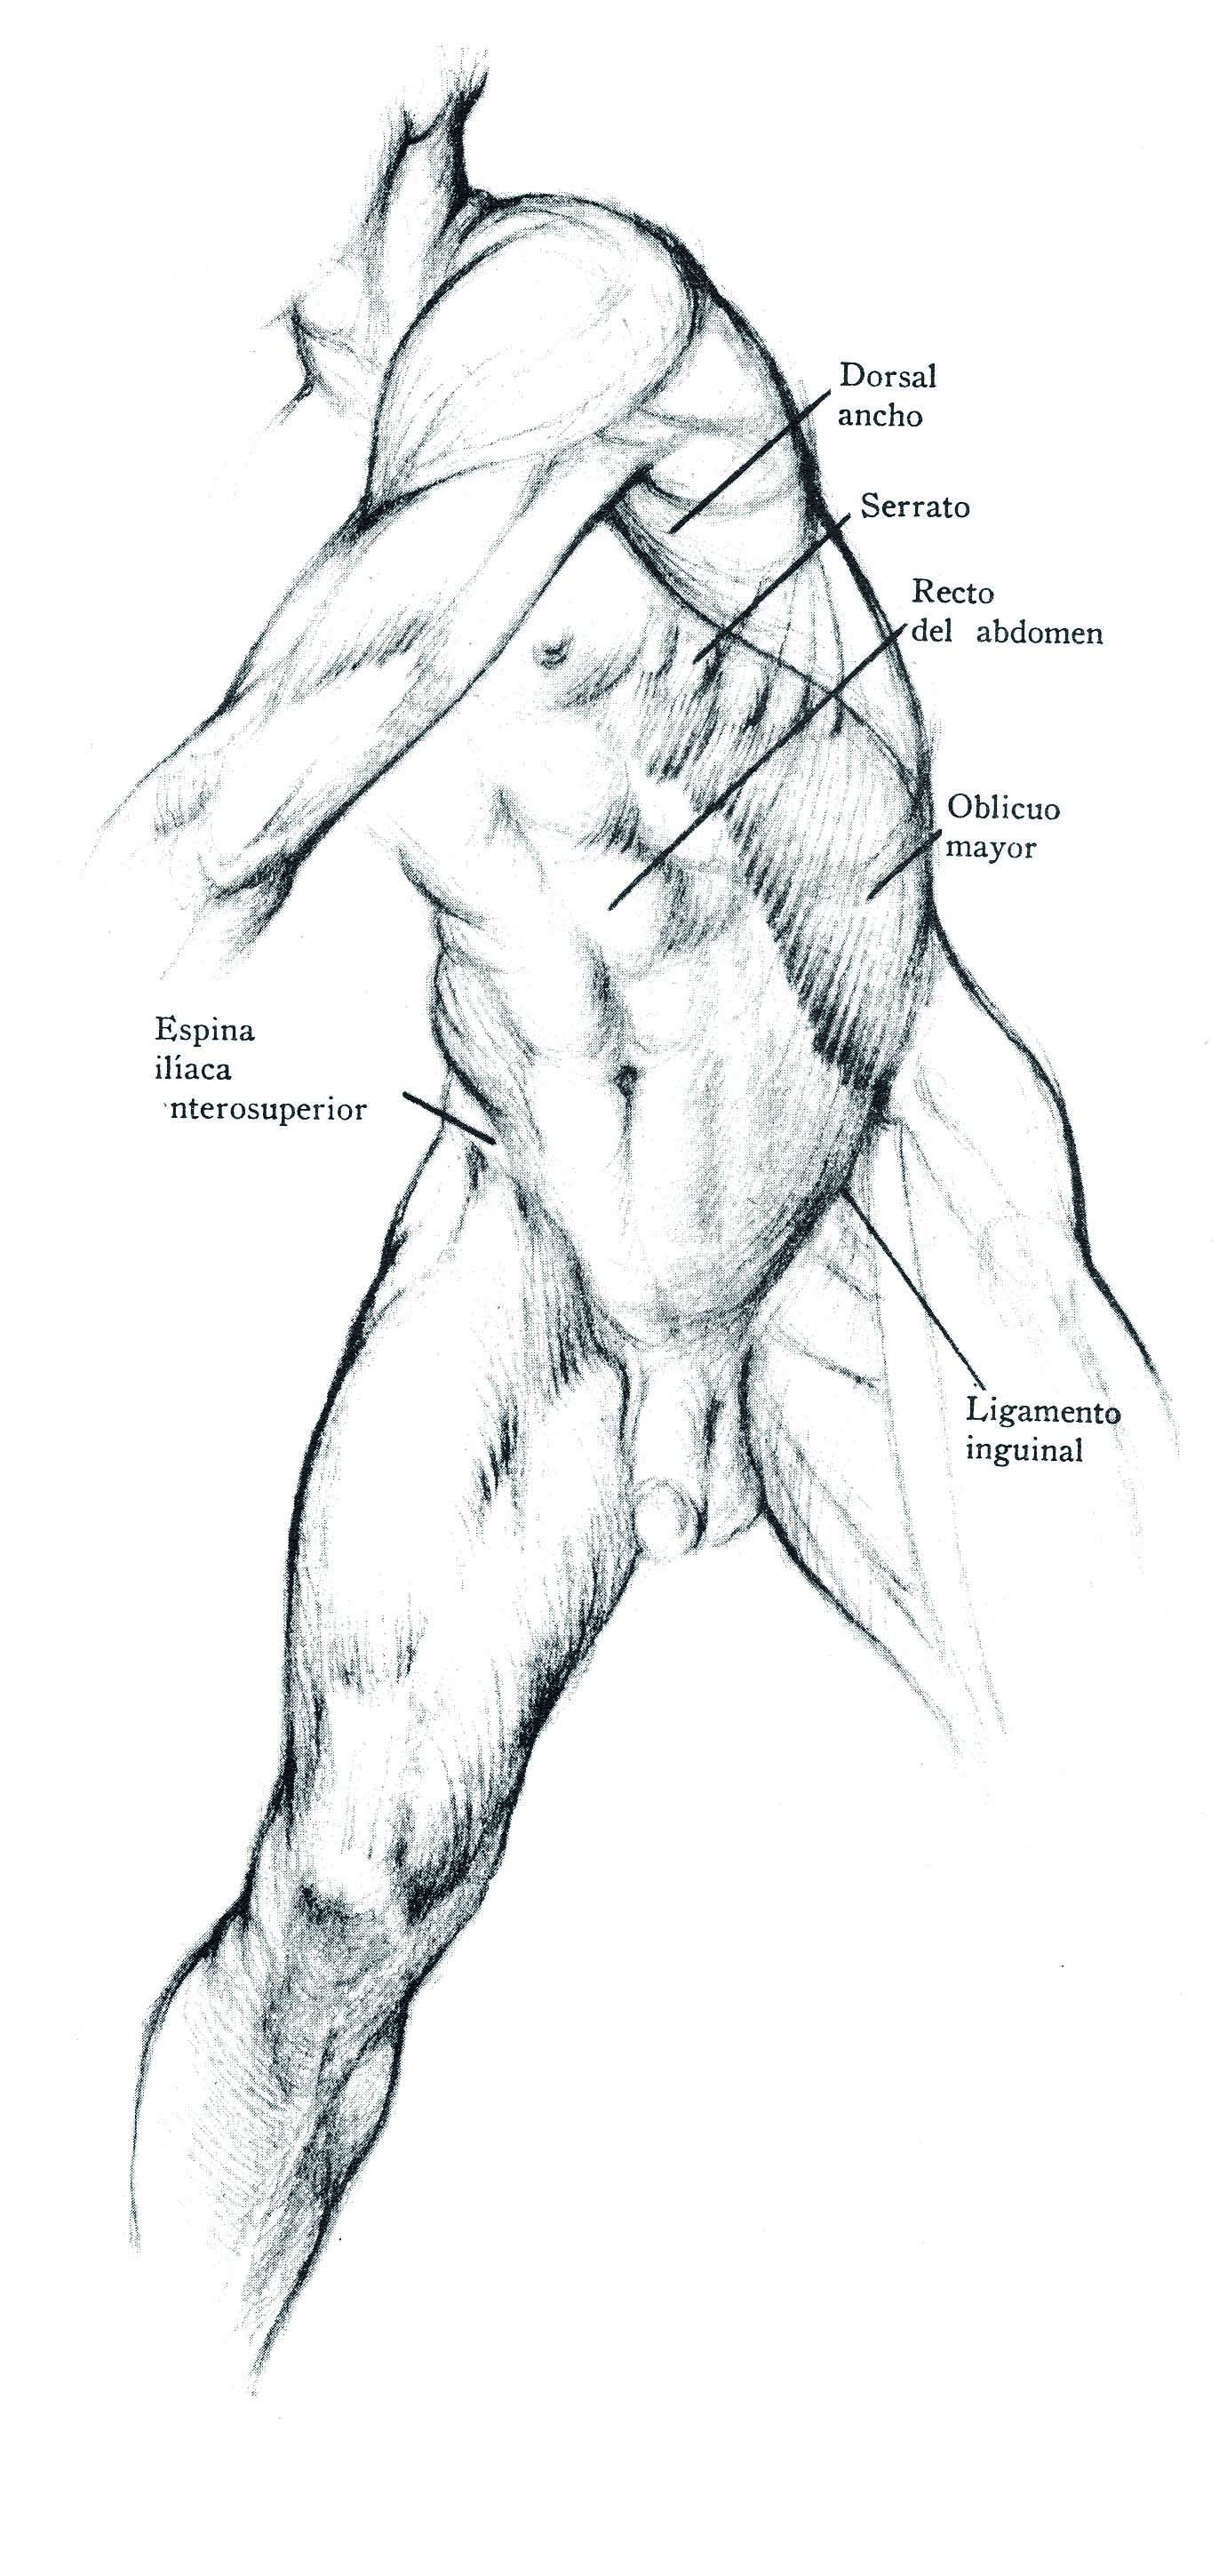 Dorsal
ancho
Serrato
Recto
del abdomen
Oblicuo
mayor
Espina
ilíaca
nterosuperior
Ligamento
inguinal